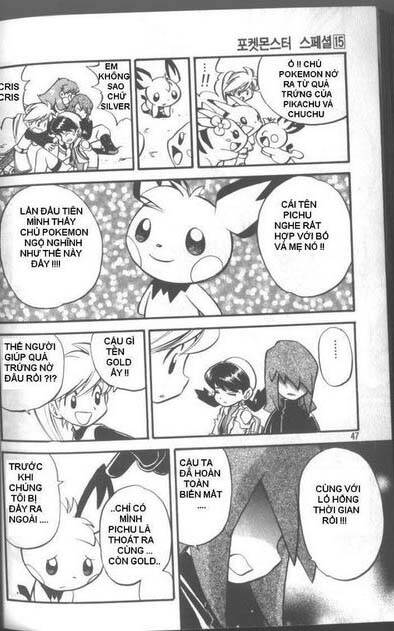 포켓몬스터 스페셜 15
Ồ !! CHÚ
POKEMON NỞ
RA TỪ QUẢ
TRỨNG CỦA
PIKACHU VÀ
CHUCHU
EM
KHÔNG
SAO
CHỨ
SILVER
CRIS
CRIS
CÁI TÊN
PICHU
NGHE RẤT
HỢP VỚI BỐ
VÀ MẸ NÓ !!
LẦN ĐẦU TIÊN
MÌNH THẤY
CHÚ POKEMON
NGỘ NGHĨNH
NHƯ THẾ NÀY
ĐẤY !!!!
CẬU GÌ
TÊN
GOLD
ẤY !!
THẾ NGƯỜI
GIÚP QUẢ
TRỨNG NỞ
ĐÂU RỒI ?!?
47
CÙNG VỚI
LỖ HỔNG
THỜI GIAN
RỒI !!!
CẬU TA
ĐÃ HOÀN
TOÀN
BIẾN MẤT
....
..CHỈ CÓ MÌNH
PICHU LÀ
THOÁT RA
CÙNG ...
CÒN GOLD..
TRƯỚC
KHI
CHÚNG
TÔI BỊ
ĐẨY RA
NGOÀI ....